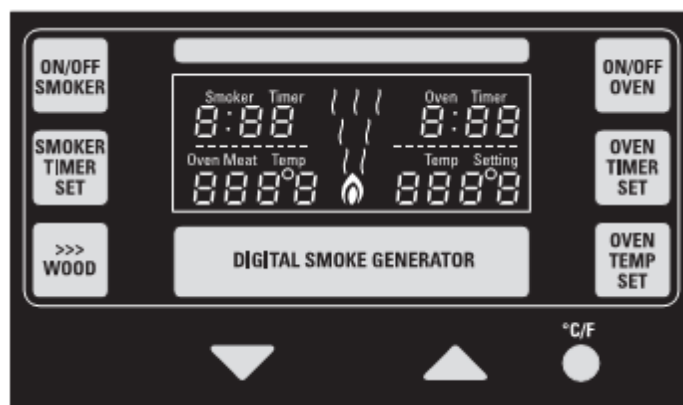 ON/OFF
SMOKER
SMOKER
TIMER
SET
>>>
WOOD
Smoker Timer
8:88
Oven Timer
8:88
Oven Meat Temp
888°8
Temp Setting
888°8
DIGITAL SMOKE GENERATOR
ON/OFF
OVEN
OVEN
TIMER
SET
OVEN
TEMP
SET
°C/F